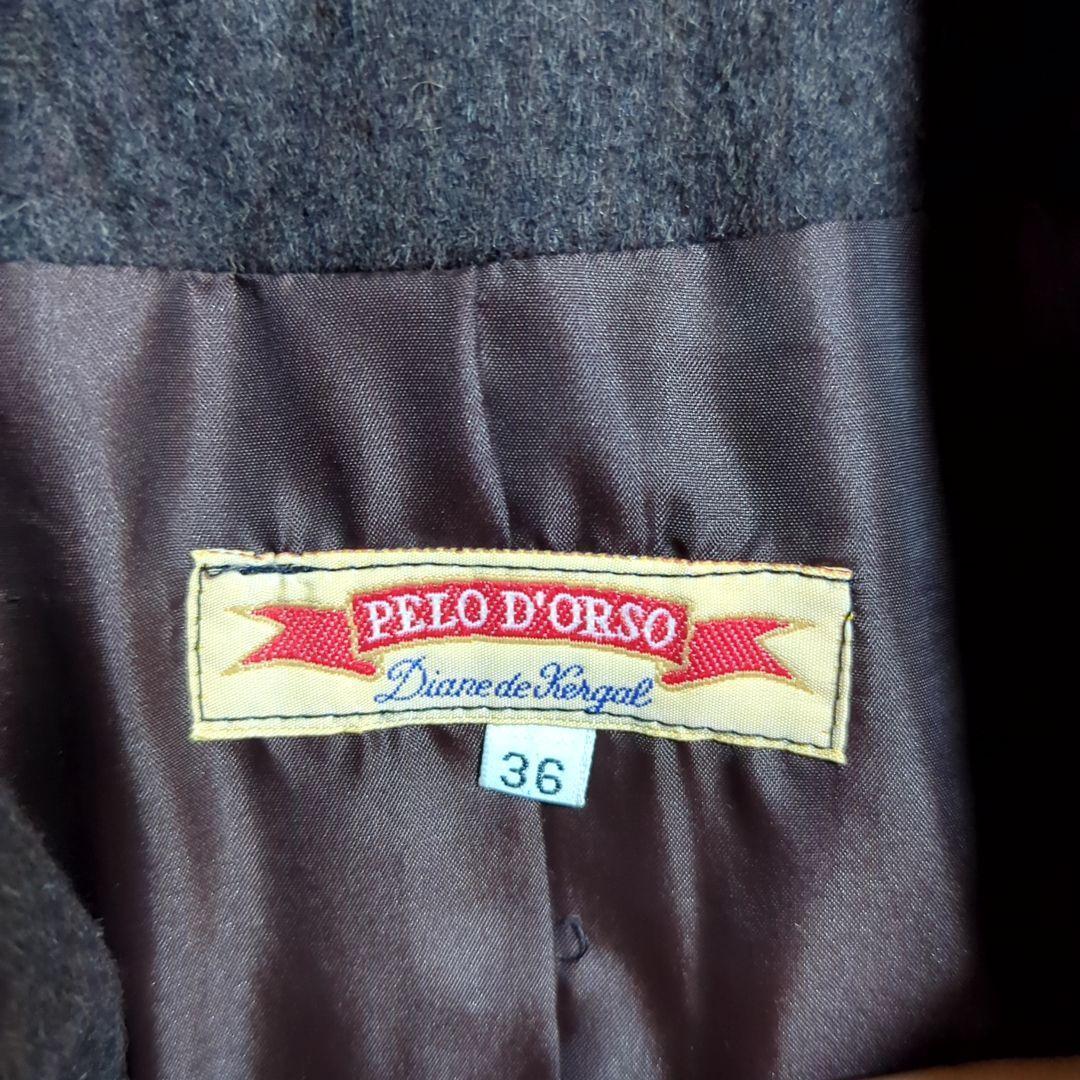 PELO D'ORSO
Diane de Kergal
36